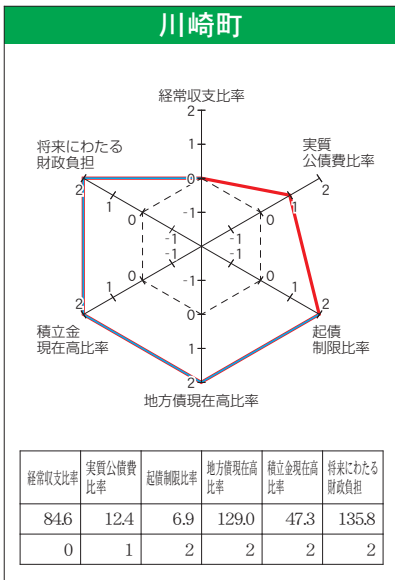 川崎町
経常収支比率
2
1
0
-1
実質
公債費比率
2
1
0
-1
起債
制限比率
2
1
0
-1
地方債現在高比率
2
1
0
-1
積立金
現在高比率
2
1
0
-1
将来にわたる
財政負担
2
1
0
-1
経常収支比率 実質公債費比率 起債制限比率 地方債現在高比率 積立金現在高比率 将来にわたる財政負担
84.6 12.4 6.9 129.0 47.3 135.8
0 1 2 2 2 2